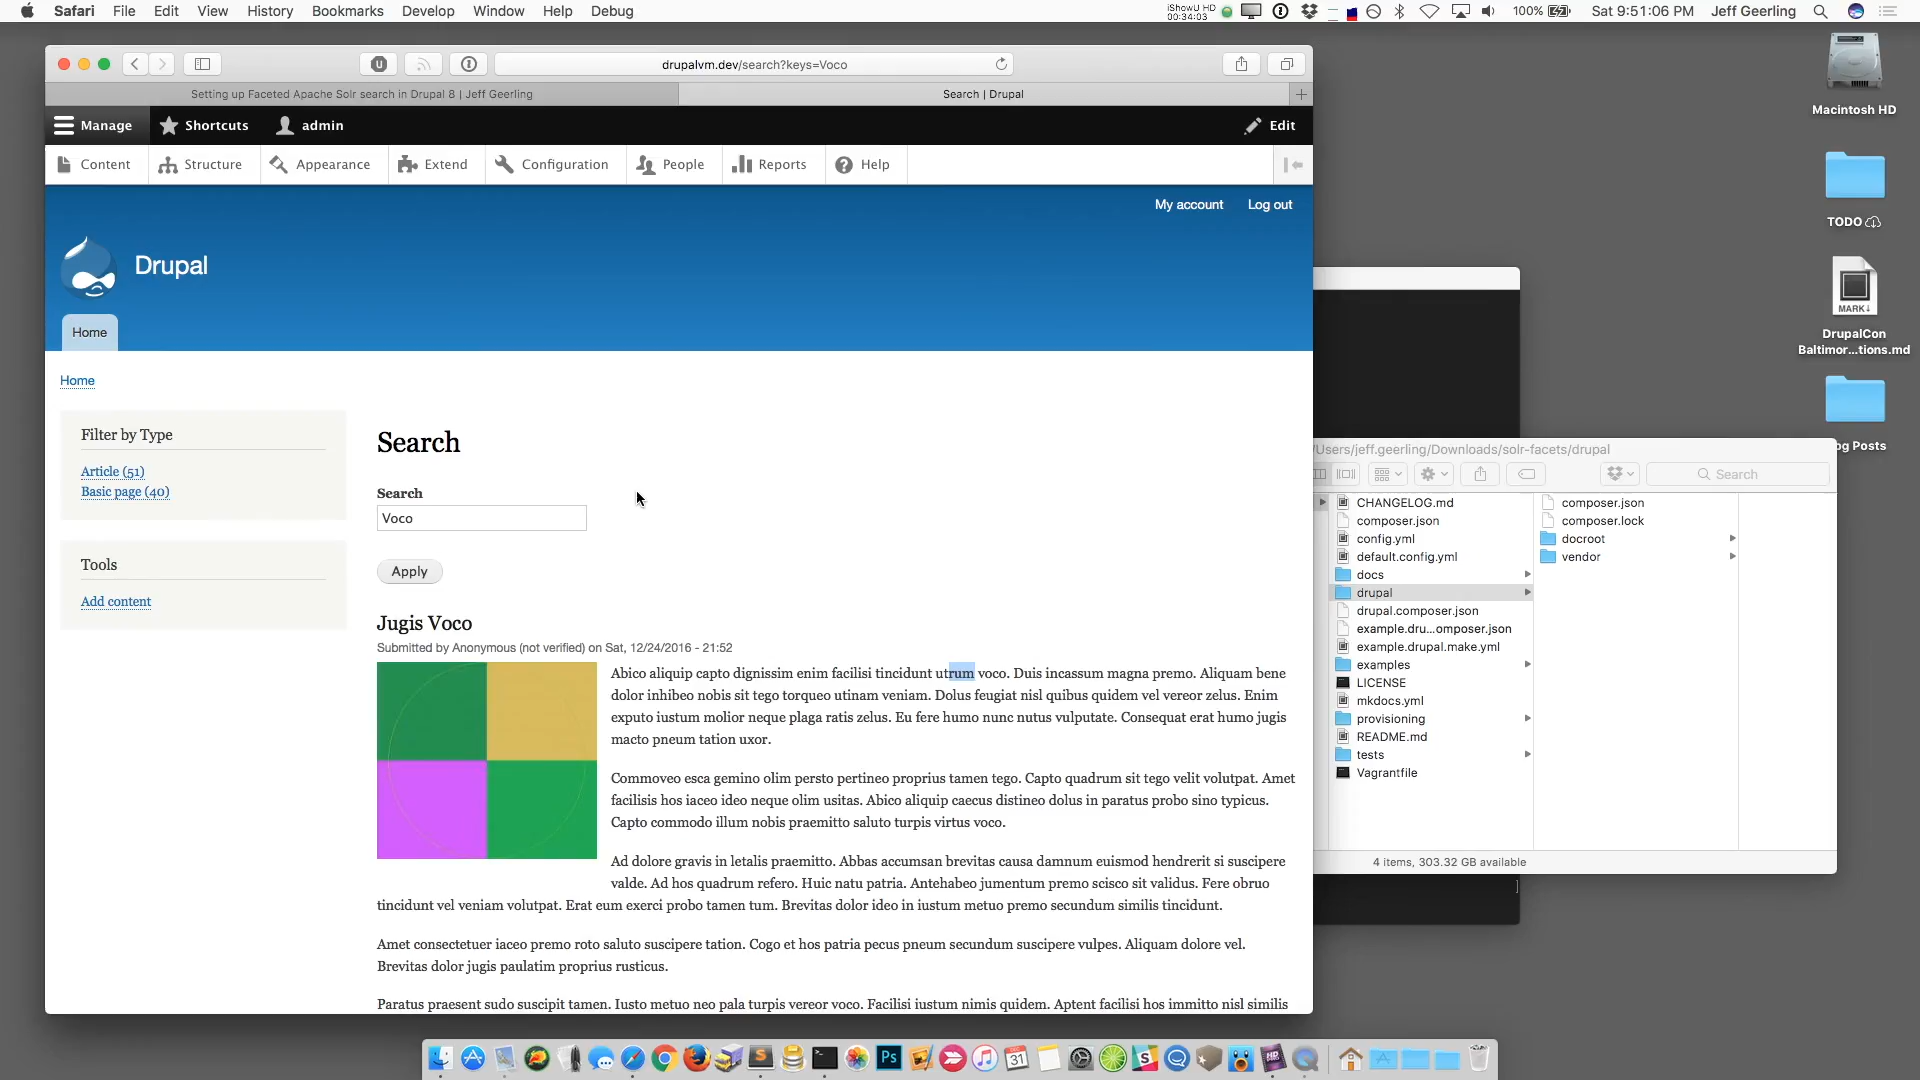 Safari File Edit View History Bookmarks Develop Window Help Debug
iShowU HD
00:34:03
100%
Sat 9:51:06 PM
Jeff Geerling
drupalvm.dev/search?keys=Voco
Setting up Faceted Apache Solr search in Drupal 8 | Jeff Geerling
Search | Drupal
Manage
Shortcuts
admin
Edit
Content
Structure
Appearance
Extend
Configuration
People
Reports
Help
My account
Log out
Drupal
Home
Home
Filter by Type
Article (51)
Basic page (40)
Tools
Add content
Search
Search
Voco
Apply
Jugis Voco
Submitted by Anonymous (not verified) on Sat, 12/24/2016 - 21:52
Abico aliquip capto dignissim enim facilisi tincidunt utrum voco. Duis incassum magna premo. Aliquam bene
dolor inhibeo nobis sit tego torqueo utinam veniam. Dolus feugiat nisl quibus quidem vel vereor zelus. Enim
exputo iustum molior neque plaga ratis zelus. Eu fere humo nunc nutus vulputate. Consequat erat humo jugis
macto pneum tation uxor.
Commoveo esca gemino olim persto pertineo proprius tamen tego. Capto quadrum sit tego velit volutpat. Amet
facilisis hos iaceo ideo neque olim usitas. Abico aliquip caecus distineo dolus in paratus probo sino typicus.
Capto commodo illum nobis praemitto saluto turpis virtus voco.
Ad dolore gravis in letalis praemitto. Abbas accumsan brevitas causa damnum euismod hendrerit si suscipere
valde. Ad hos quadrum refero. Huic natu patria. Antehabeo jumentum premo scisco sit validus. Fere obruo
tincidunt vel veniam volutpat. Erat eum exerci probo tamen tum. Brevitas dolor ideo in iustum metuo premo secundum similis tincidunt.
Amet consectetuer iaceo premo roto saluto suscipere tation. Cogo et hos patria pecus pneum secundum suscipere vulpes. Aliquam dolore vel.
Brevitas dolor jugis paulatim proprius rusticus.
Paratus praesent sudo suscipit tamen. Iusto metuo neo pala turpis vereor voco. Facilisi iustum nimis quidem. Aptent facilisi hos immitto nisl similis
Macintosh HD
TODO
MARK↓
DrupalCon
Baltimor...tions.md
og Posts
/Users/jeff.geerling/Downloads/solr-facets/drupal
Search
CHANGELOG.md
composer.json
config.yml
default.config.yml
docs
drupal
drupal.composer.json
example.dru...omposer.json
example.drupal.make.yml
examples
LICENSE
mkdocs.yml
provisioning
README.md
tests
Vagrantfile
composer.json
composer.lock
docroot
vendor
4 items, 303.32 GB available
Ps
31